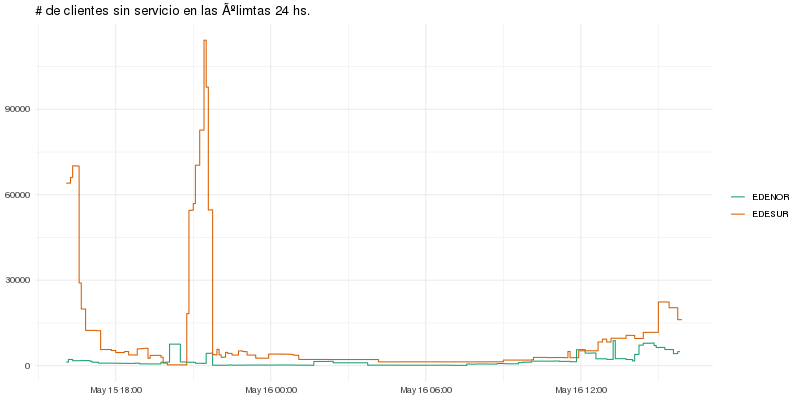 # de clientes sin servicio en las Ãºlimtas 24 hs.
90000
60000
30000
0
May 15 18:00
May 16 00:00
May 16 06:00
May 16 12:00
EDENOR
EDESUR